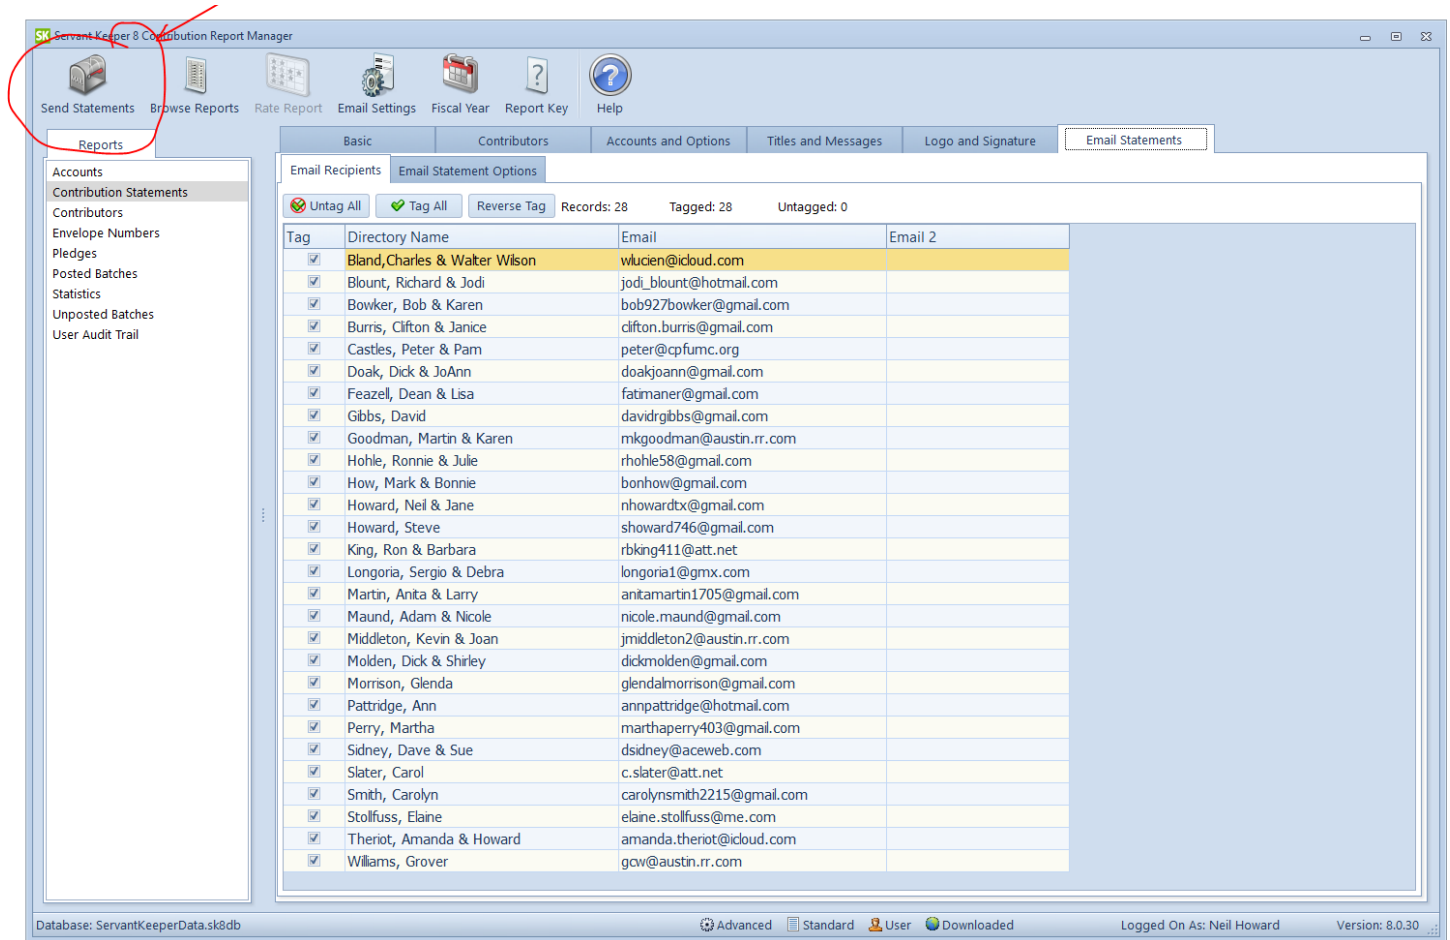 SK Servant Keeper 8 Contribution Report Manager
Send Statements Browse Reports Rate Report Email Settings Fiscal Year Report Key Help
Reports
Basic Contributors Accounts and Options Titles and Messages Logo and Signature Email Statements
Accounts
Contribution Statements
Contributors
Envelope Numbers
Pledges
Posted Batches
Statistics
Unposted Batches
User Audit Trail
Email Recipients Email Statement Options
Untag All Tag All Reverse Tag Records: 28 Tagged: 28 Untagged: 0
Tag Directory Name Email Email 2
Bland,Charles & Walter Wilson wlucien@icloud.com
Blount, Richard & Jodi jodi_blount@hotmail.com
Bowker, Bob & Karen bob927bowker@gmail.com
Burris, Clifton & Janice clifton.burris@gmail.com
Castles, Peter & Pam peter@cpfumc.org
Doak, Dick & JoAnn doakjoann@gmail.com
Feazell, Dean & Lisa fatimaner@gmail.com
Gibbs, David davidrgibbs@gmail.com
Goodman, Martin & Karen mkgoodman@austin.rr.com
Hohle, Ronnie & Julie rhohle58@gmail.com
How, Mark & Bonnie bonhow@gmail.com
Howard, Neil & Jane nhowardtx@gmail.com
Howard, Steve showard746@gmail.com
King, Ron & Barbara rbking411@att.net
Longoria, Sergio & Debra longoria1@gmx.com
Martin, Anita & Larry anitamartin1705@gmail.com
Maund, Adam & Nicole nicole.maund@gmail.com
Middleton, Kevin & Joan jmiddleton2@austin.rr.com
Molden, Dick & Shirley dickmolden@gmail.com
Morrison, Glenda glendalmorrison@gmail.com
Pattridge, Ann annpattridge@hotmail.com
Perry, Martha marthaperry403@gmail.com
Sidney, Dave & Sue dsidney@aceweb.com
Slater, Carol c.slater@att.net
Smith, Carolyn carolynsmith2215@gmail.com
Stollfuss, Elaine elaine.stollfuss@me.com
Theriot, Amanda & Howard amanda.theriot@icloud.com
Williams, Grover gcw@austin.rr.com
Database: ServantKeeperData.sk8db Advanced Standard User Downloaded Logged On As: Neil Howard Version: 8.0.30